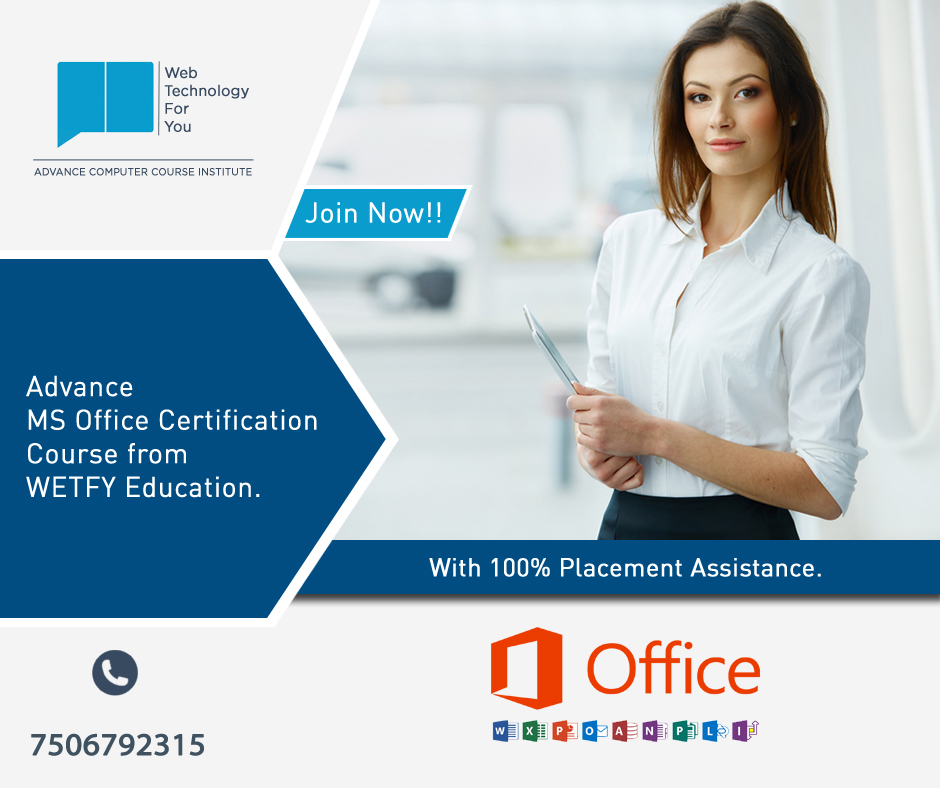 Web
Technology
For
You
ADVANCE COMPUTER COURSE INSTITUTE
Join Now!!
Advance
MS Office Certification
Course from
WETFY Education.
With 100% Placement Assistance.
Office
W X P O A N P L I
7506792315